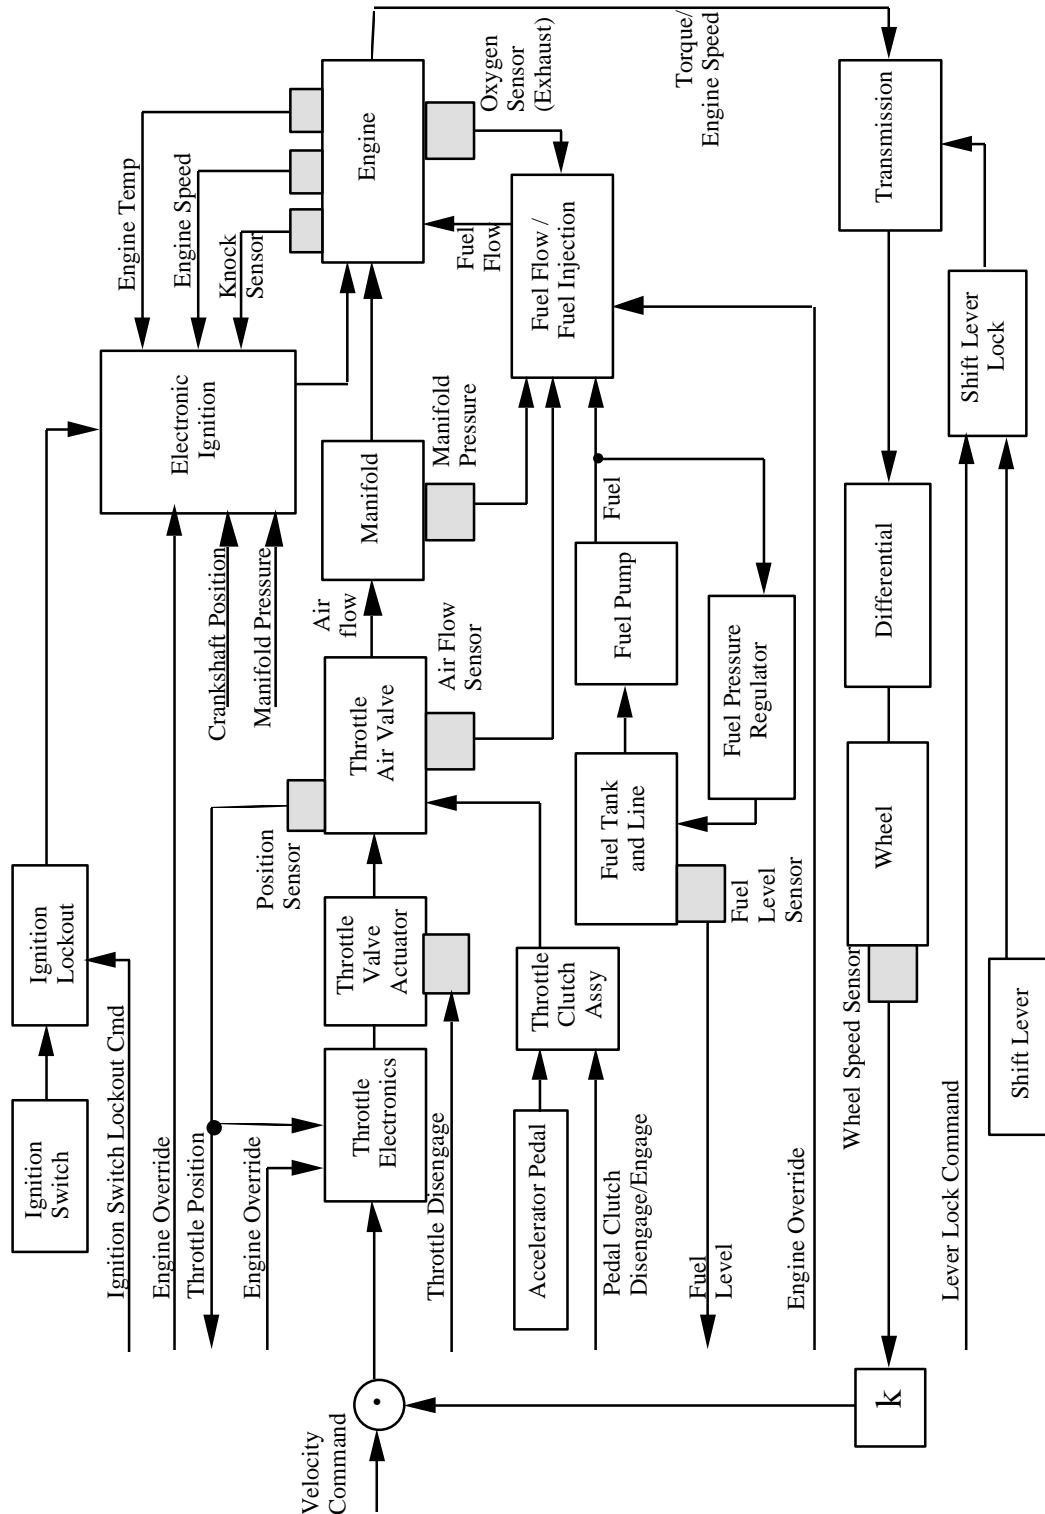 Ignition
Switch
Ignition
Lockout
Ignition Switch Lockout Cmd
Engine Override
Throttle Position
Engine Override
Throttle Disengage
Velocity
Command
Throttle
Electronics
Throttle
Valve
Actuator
Position
Sensor
Throttle
Air Valve
Air Flow
Sensor
Air
flow
Manifold
Manifold
Pressure
Crankshaft Position
Manifold Pressure
Electronic
Ignition
Engine Temp
Engine Speed
Knock
Sensor
Engine
Oxygen
Sensor
(Exhaust)
Fuel
Flow
Fuel Flow /
Fuel Injection
Torque/
Engine Speed
Accelerator Pedal
Pedal Clutch
Disengage/Engage
Throttle
Clutch
Assy
Fuel Tank
and Line
Fuel
Level Sensor
Fuel
Level
Fuel Pump
Fuel
Fuel Pressure
Regulator
Engine Override
Transmission
Differential
Wheel
Wheel Speed Sensor
k
Lever Lock Command
Shift Lever
Shift Lever
Lock